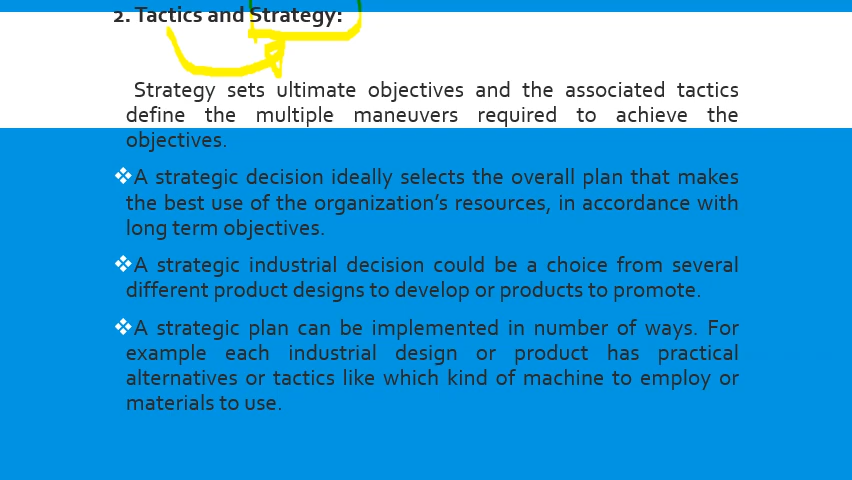 2. Tactics and Strategy:
Strategy sets ultimate objectives and the associated tactics
define the multiple maneuvers required to achieve the
objectives.
❖A strategic decision ideally selects the overall plan that makes
the best use of the organization's resources, in accordance with
long term objectives.
❖A strategic industrial decision could be a choice from several
different product designs to develop or products to promote.
❖A strategic plan can be implemented in number of ways. For
example each industrial design or product has practical
alternatives or tactics like which kind of machine to employ or
materials to use.